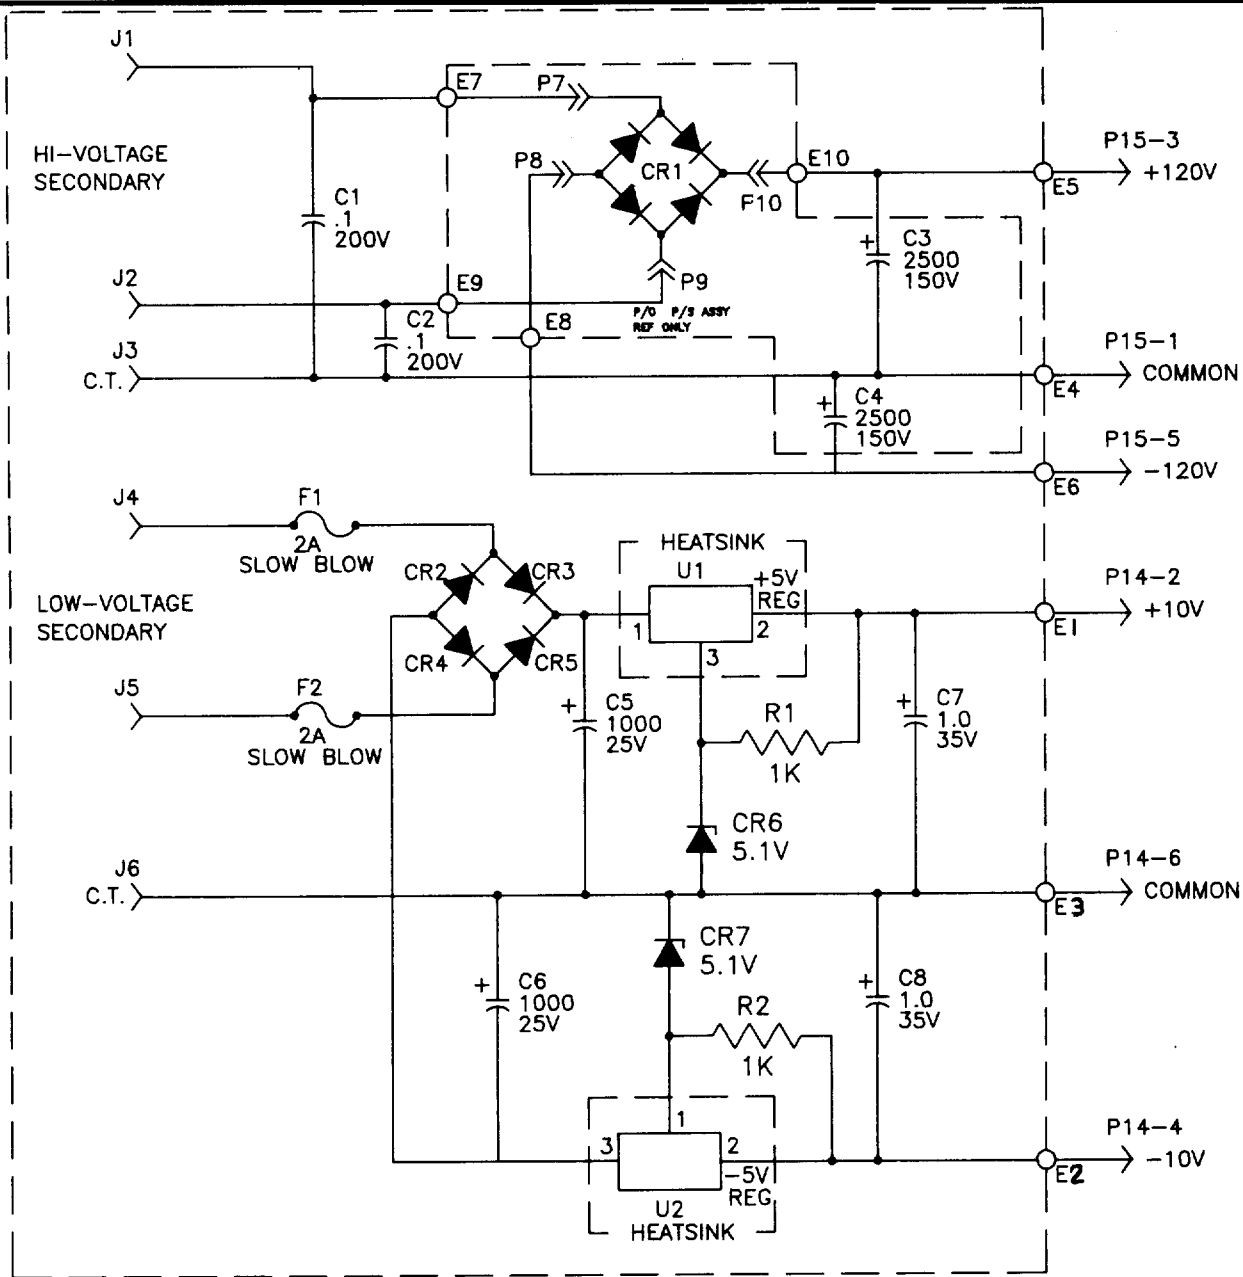 J1
HI-VOLTAGE
SECONDARY
C1
.1
200V
J2
J3
C.T.
C2
.1
200V
E7
P7
P8
CR1
E10
F10
P9
E9
P/O P/S ASSY
REF ONLY
E8
C3
+
2500
150V
P15-3
+120V
E5
P15-1
COMMON
E4
C4
+
2500
150V
P15-5
-120V
E6
J4
F1
2A
SLOW BLOW
LOW-VOLTAGE
SECONDARY
J5
F2
2A
SLOW BLOW
CR2
CR3
CR4
CR5
HEATSINK
U1
+5V
REG
1
2
3
C5
+
1000
25V
R1
1K
C7
+
1.0
35V
P14-2
+10V
E1
CR6
5.1V
J6
C.T.
P14-6
COMMON
E3
CR7
5.1V
C6
+
1000
25V
R2
1K
C8
+
1.0
35V
1
3
2
-5V
REG
U2
HEATSINK
P14-4
-10V
E2